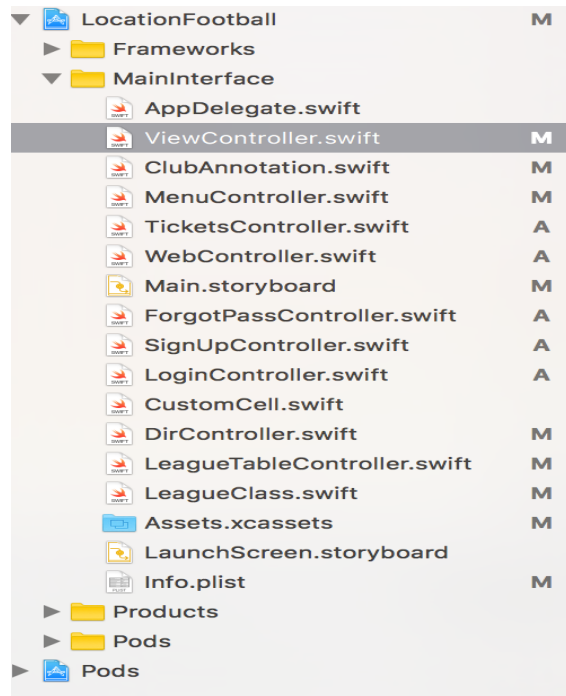 LocationFootball M
Frameworks
MainInterface
AppDelegate.swift
ViewController.swift M
ClubAnnotation.swift M
MenuController.swift M
TicketsController.swift A
WebController.swift A
Main.storyboard M
ForgotPassController.swift A
SignUpController.swift A
LoginController.swift A
CustomCell.swift
DirController.swift M
LeagueTableController.swift M
LeagueClass.swift M
Assets.xcassets M
LaunchScreen.storyboard
Info.plist M
Products
Pods
Pods